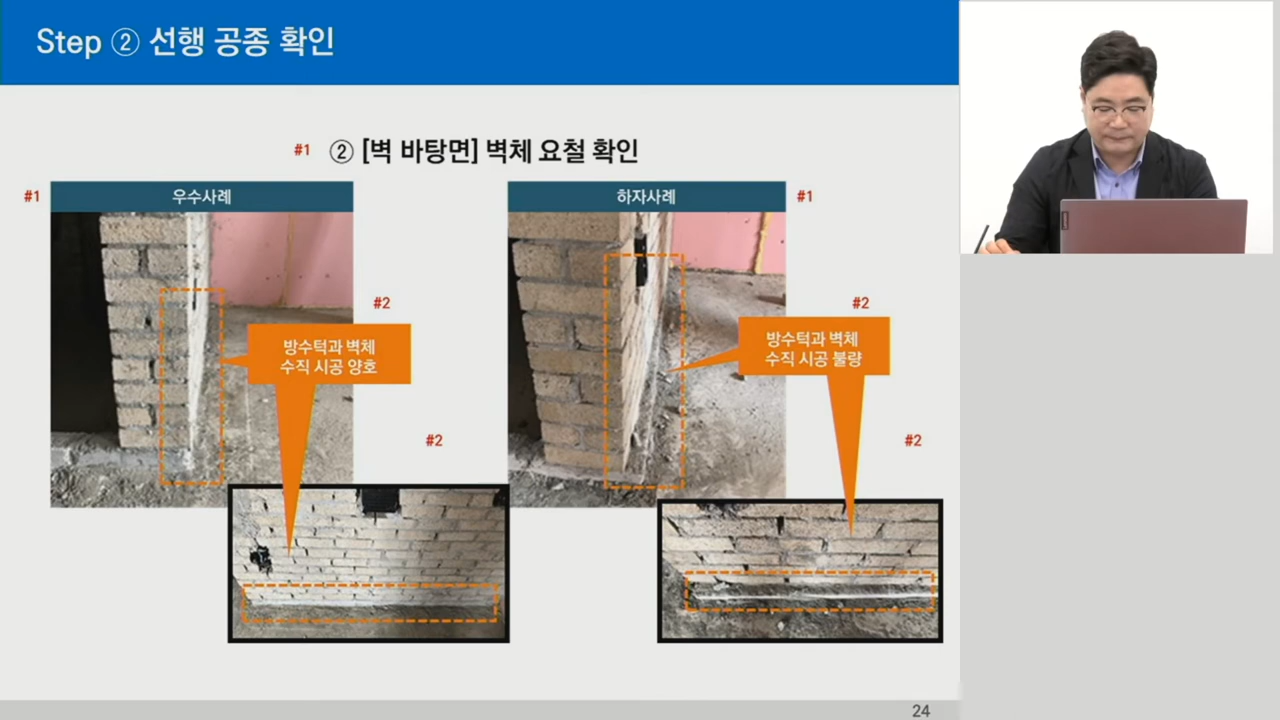 Step ② 선행 공종 확인
#1 ② [벽 바탕면] 벽체 요철 확인
#1 우수사례
하자사례 #1
#2
방수턱과 벽체
수직 시공 양호
#2
방수턱과 벽체
수직 시공 불량
#2
#2
24